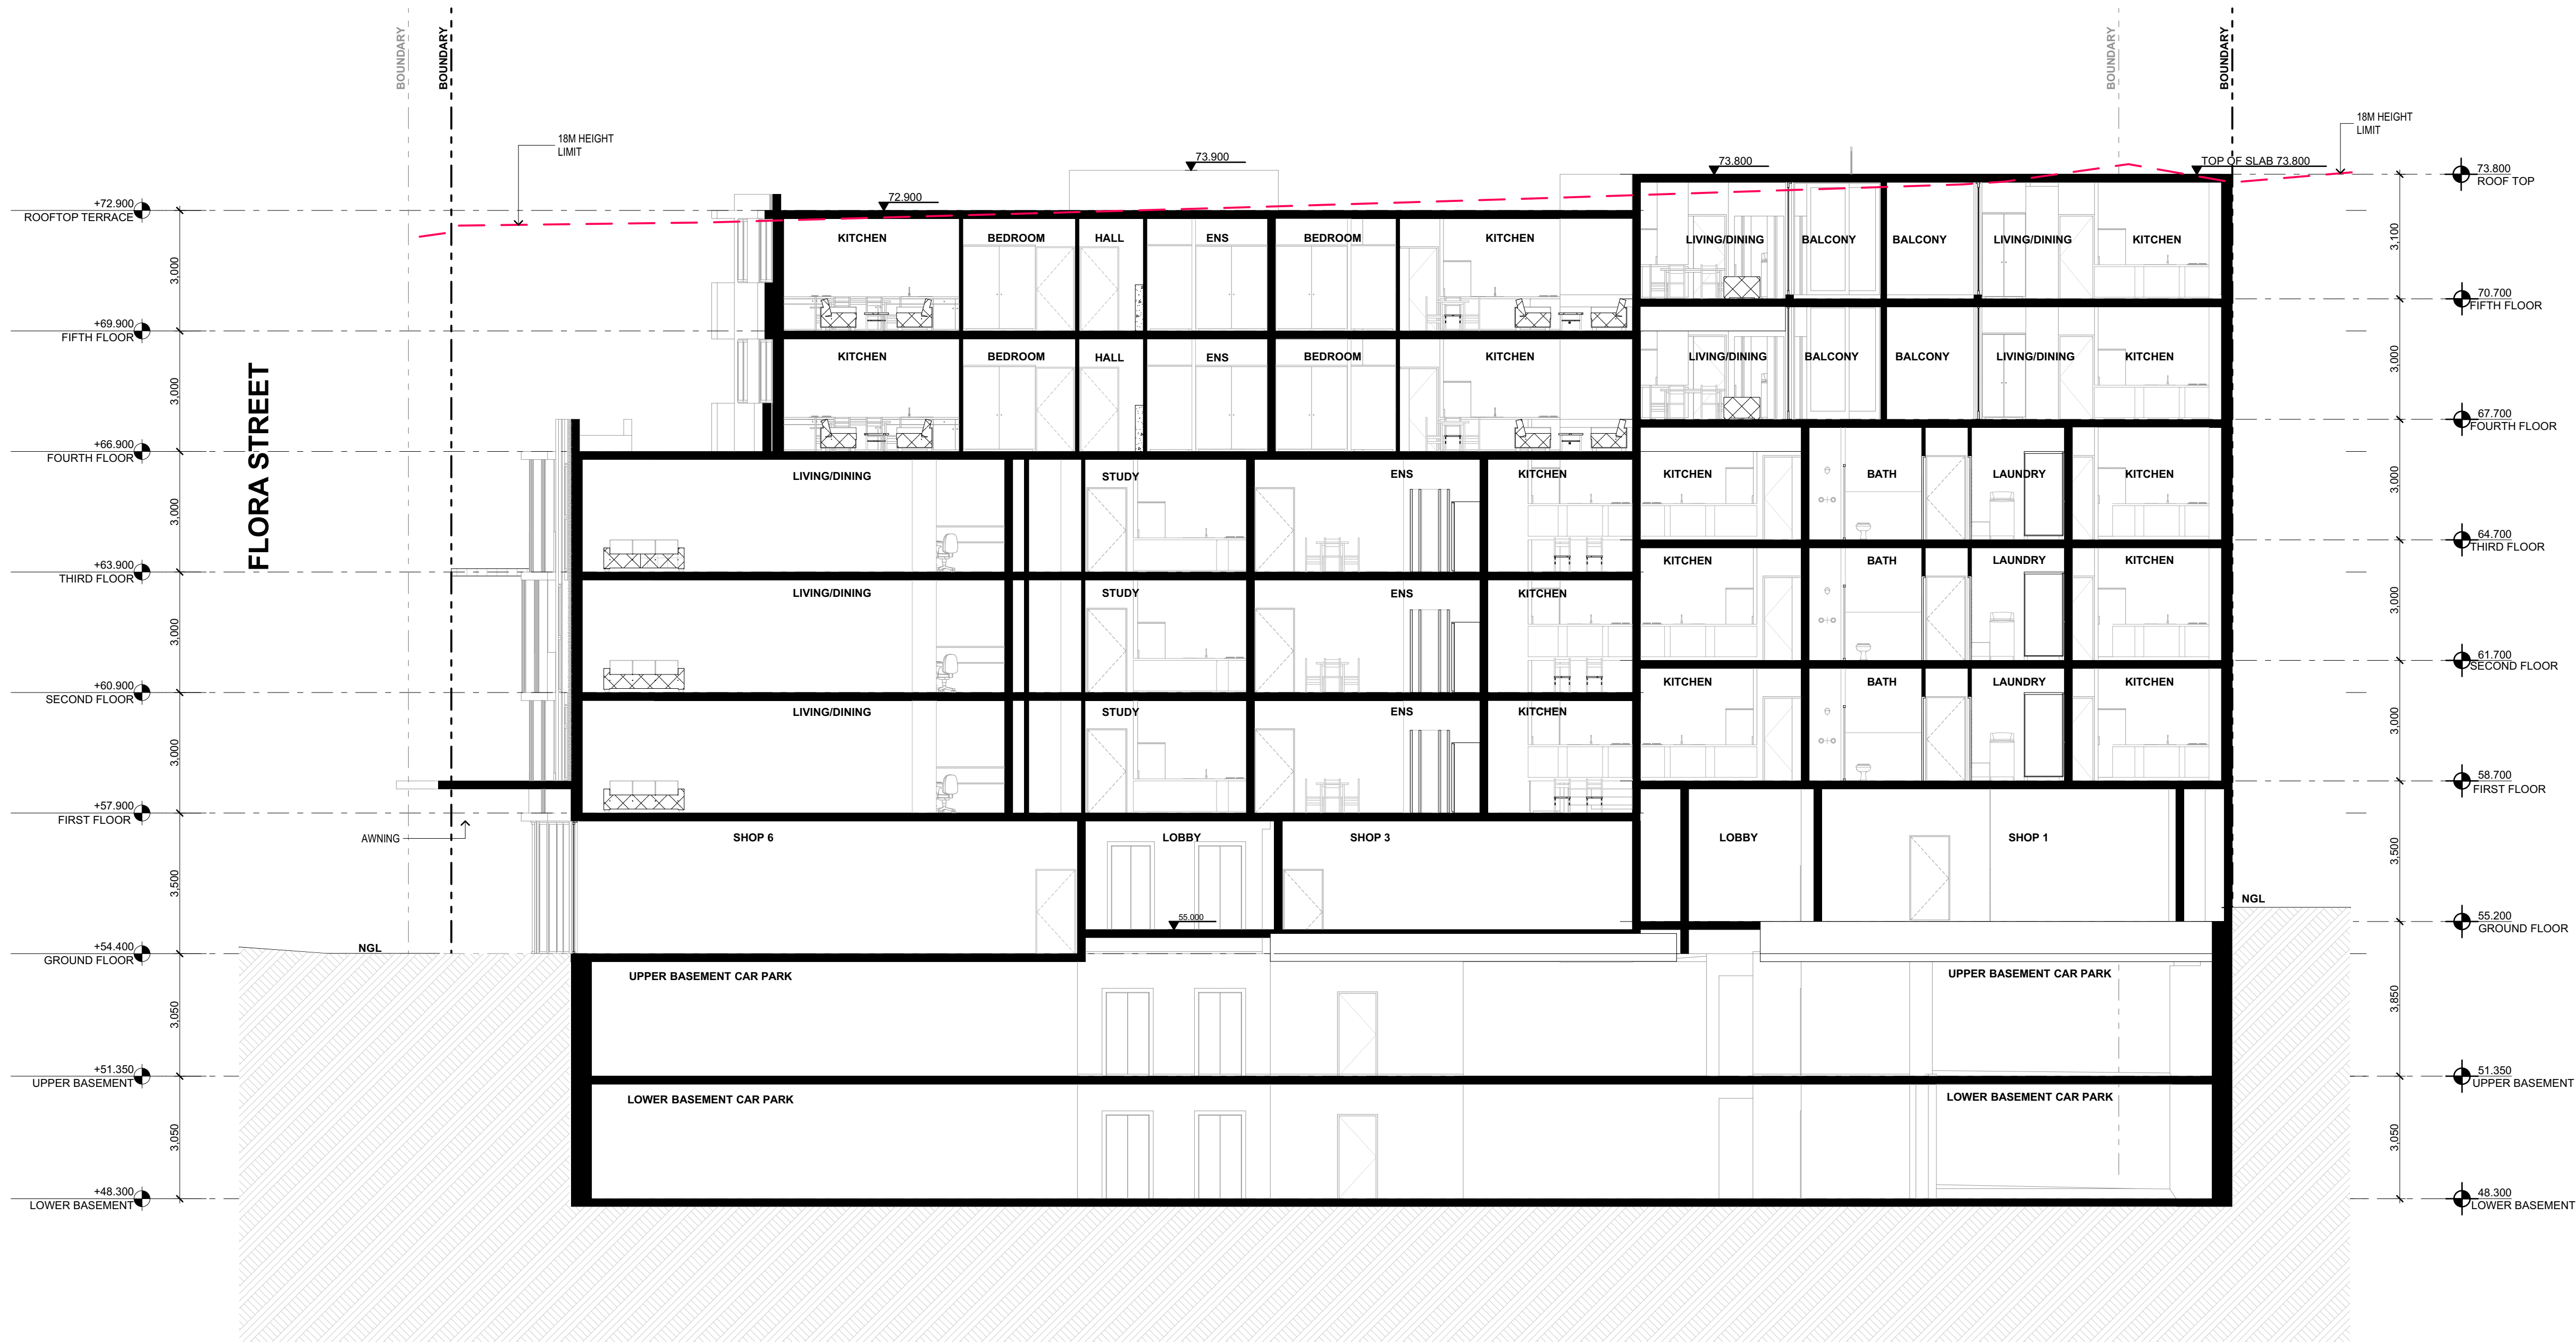 BOUNDARY
BOUNDARY
BOUNDARY
BOUNDARY
18M HEIGHT
LIMIT
18M HEIGHT
LIMIT
73.900
73.800
TOP OF SLAB 73.800
73.800
ROOF TOP
+72.900
ROOFTOP TERRACE
72.900
KITCHEN
BEDROOM
HALL
ENS
BEDROOM
KITCHEN
LIVING/DINING
BALCONY
BALCONY
LIVING/DINING
KITCHEN
3,000
3,100
+69.900
FIFTH FLOOR
70.700
FIFTH FLOOR
KITCHEN
BEDROOM
HALL
ENS
BEDROOM
KITCHEN
LIVING/DINING
BALCONY
BALCONY
LIVING/DINING
KITCHEN
3,000
3,000
FLORA STREET
+66.900
FOURTH FLOOR
67.700
FOURTH FLOOR
LIVING/DINING
STUDY
ENS
KITCHEN
KITCHEN
BATH
LAUNDRY
KITCHEN
3,000
3,000
+63.900
THIRD FLOOR
64.700
THIRD FLOOR
LIVING/DINING
STUDY
ENS
KITCHEN
KITCHEN
BATH
LAUNDRY
KITCHEN
3,000
3,000
+60.900
SECOND FLOOR
61.700
SECOND FLOOR
LIVING/DINING
STUDY
ENS
KITCHEN
KITCHEN
BATH
LAUNDRY
KITCHEN
3,000
3,000
+57.900
FIRST FLOOR
58.700
FIRST FLOOR
AWNING
SHOP 6
LOBBY
SHOP 3
LOBBY
SHOP 1
3,500
3,500
NGL
55.000
NGL
+54.400
GROUND FLOOR
55.200
GROUND FLOOR
UPPER BASEMENT CAR PARK
UPPER BASEMENT CAR PARK
3,050
3,850
+51.350
UPPER BASEMENT
51.350
UPPER BASEMENT
LOWER BASEMENT CAR PARK
LOWER BASEMENT CAR PARK
3,050
3,050
+48.300
LOWER BASEMENT
48.300
LOWER BASEMENT